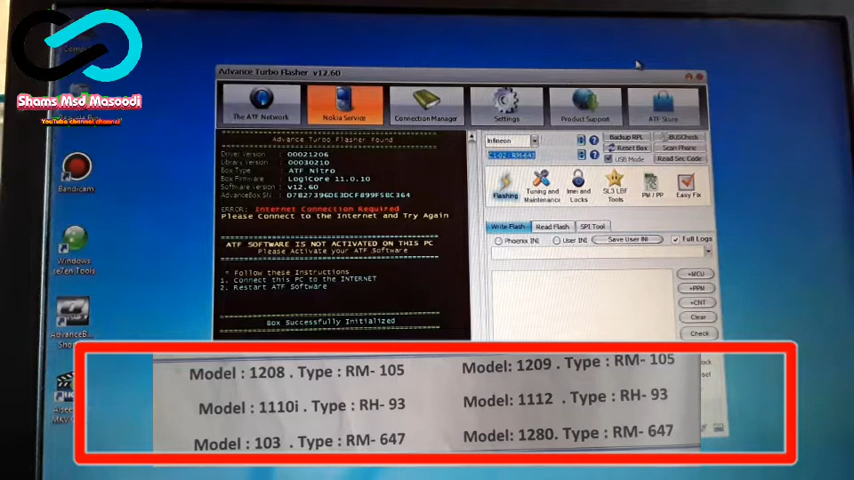 Shams Msd Masoodi
YouTube channel channel'
Bandicam
Windows
se7en Tools
Advance Turbo Flasher v12.60
The ATF Network
Nokia Service
Connection Manager
Settings
Product Support
ATF Store
Advance Turbo Flasher Found
Driver Version : 00021206
Library Version : 00030210
Box Type : ATF Nitro
Box Firmware : LogiCore 11.0.10
Software Version : v12.60
AdvanceBox SN : D7B27396DE3DCF899F5BC364
ERROR: Internet Connection Required
Please Connect to the Internet and Try Again
ATF SOFTWARE IS NOT ACTIVATED ON THIS PC
Please Activate your ATF Software
* Follow these Instructions
1. Connect this PC to the INTERNET
2. Restart ATF Software
Box Successfully Initialized
Infineon
Backup RPL
BUSCheck
Reset Box
Scan Phone
USB Mode
Read Sec Code
Flashing
Tuning and
Maintenance
Imei and
Locks
SL3 LBF
Tools
PM / PP
Easy Fix
Write Flash
Read Flash
SPI Tool
Phoenix INI
User INI
Save User INI
Full Logs
+MCU
+PPM
+CNT
Clear
Check
Model : 1208 . Type : RM- 105
Model: 1209 . Type : RM- 105
Model : 1110i . Type : RH- 93
Model: 1112 . Type : RH- 93
Model : 103 . Type : RM- 647
Model: 1280. Type : RM- 647